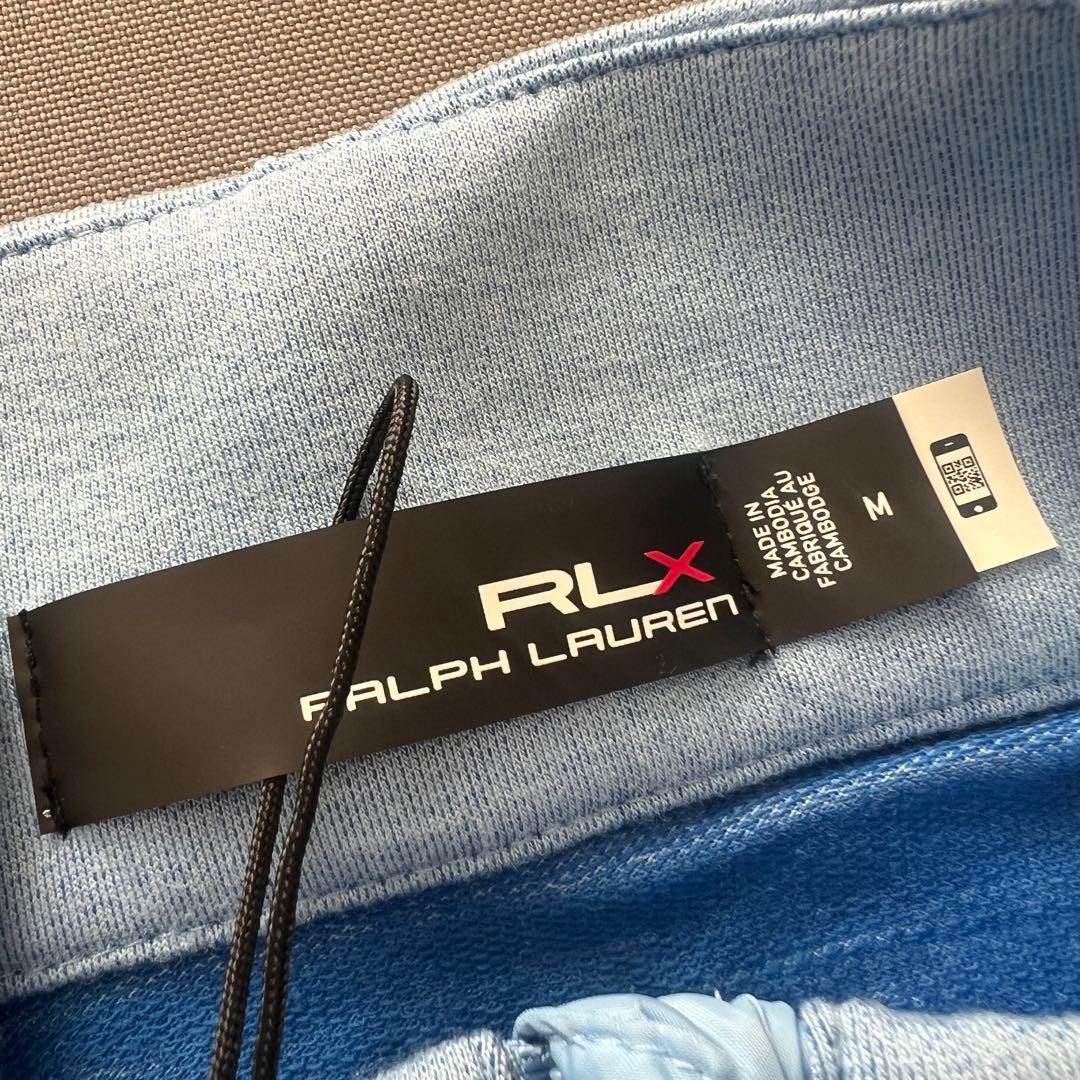 RLX
RALPH LAUREN
MADE IN
CAMBODIA
FABRIQUÉ AU
CAMBODGE
M